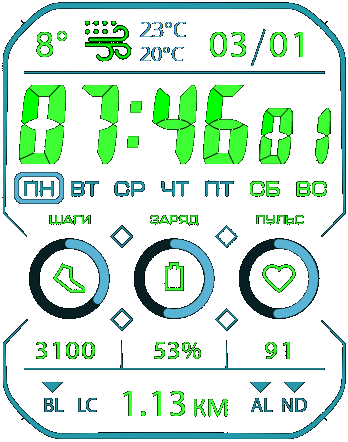 8° 23°C 03/01
20°C
07:46 01
ПН ВТ СР ЧТ ПТ СБ ВС
ШАГИ ЗАРЯД ПУЛЬС
3100 53% 91
BL LC 1.13 КМ AL ND